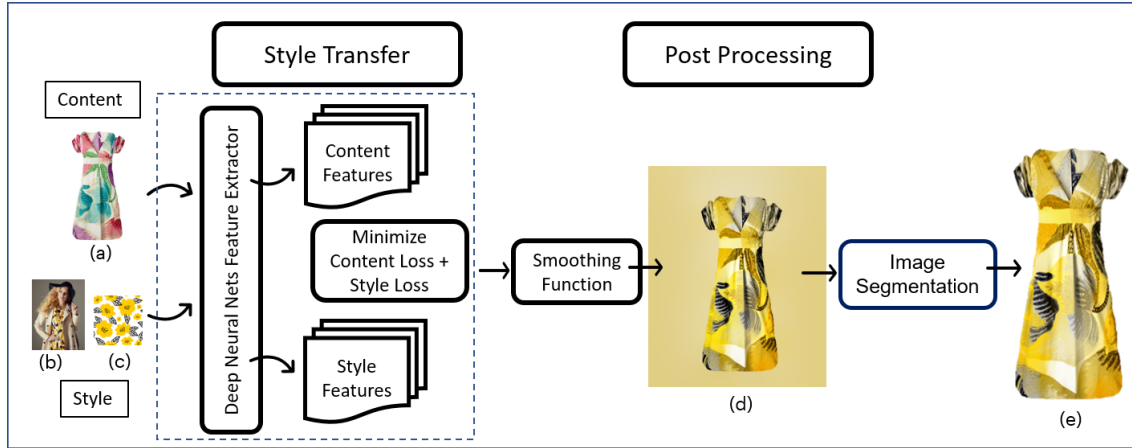 Style Transfer
Post Processing
Content
(a)
(b)
(c)
Style
Deep Neural Nets Feature Extractor
Content
Features
Minimize
Content Loss +
Style Loss
Style
Features
Smoothing
Function
(d)
Image
Segmentation
(e)